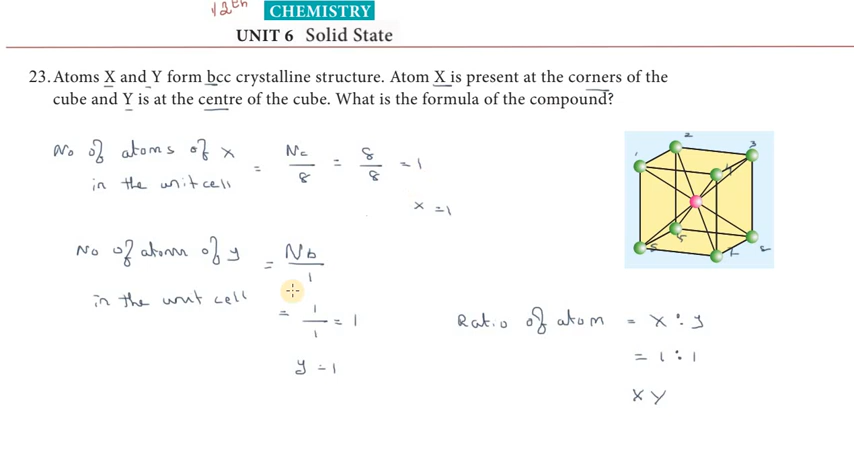 12th CHEMISTRY
UNIT 6 Solid State
23. Atoms X and Y form bcc crystalline structure. Atom X is present at the corners of the
cube and Y is at the centre of the cube. What is the formula of the compound?
No of atoms of x
in the unit cell
= Nc/8 = 8/8 = 1
x = 1
No of atom of y
in the unit cell
= Nb/1
= 1/1 = 1
y = 1
Ratio of atom = x : y
= 1 : 1
XY
2
3